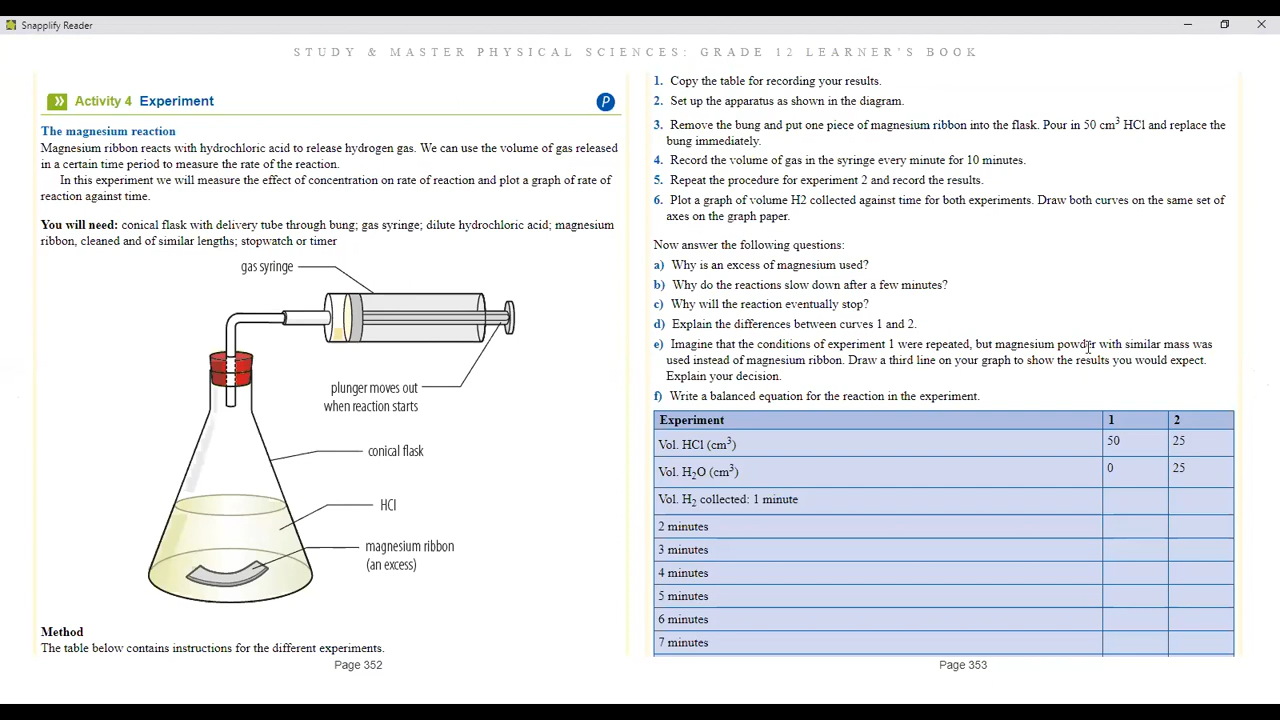 Snapplify Reader
STUDY & MASTER PHYSICAL SCIENCES: GRADE 12 LEARNER'S BOOK
Activity 4 Experiment
P
The magnesium reaction
Magnesium ribbon reacts with hydrochloric acid to release hydrogen gas. We can use the volume of gas released
in a certain time period to measure the rate of the reaction.
In this experiment we will measure the effect of concentration on rate of reaction and plot a graph of rate of
reaction against time.
You will need: conical flask with delivery tube through bung; gas syringe; dilute hydrochloric acid; magnesium
ribbon, cleaned and of similar lengths; stopwatch or timer
gas syringe
plunger moves out
when reaction starts
conical flask
HCl
magnesium ribbon
(an excess)
Method
The table below contains instructions for the different experiments.
Page 352
1. Copy the table for recording your results.
2. Set up the apparatus as shown in the diagram.
3. Remove the bung and put one piece of magnesium ribbon into the flask. Pour in 50 cm³ HCl and replace the
bung immediately.
4. Record the volume of gas in the syringe every minute for 10 minutes.
5. Repeat the procedure for experiment 2 and record the results.
6. Plot a graph of volume H2 collected against time for both experiments. Draw both curves on the same set of
axes on the graph paper.
Now answer the following questions:
a) Why is an excess of magnesium used?
b) Why do the reactions slow down after a few minutes?
c) Why will the reaction eventually stop?
d) Explain the differences between curves 1 and 2.
e) Imagine that the conditions of experiment 1 were repeated, but magnesium powder with similar mass was
used instead of magnesium ribbon. Draw a third line on your graph to show the results you would expect.
Explain your decision.
f) Write a balanced equation for the reaction in the experiment.
Experiment 1 2
Vol. HCl (cm³) 50 25
Vol. H₂O (cm³) 0 25
Vol. H₂ collected: 1 minute
2 minutes
3 minutes
4 minutes
5 minutes
6 minutes
7 minutes
Page 353